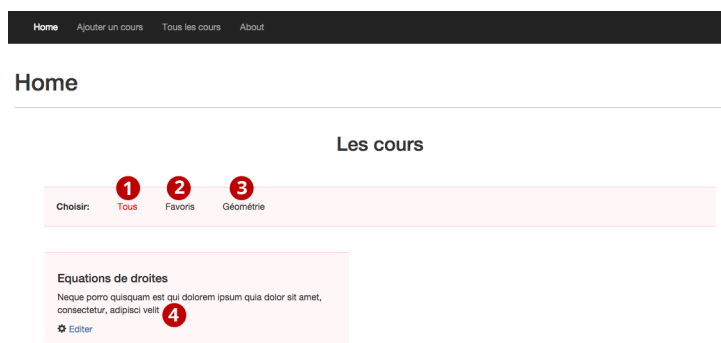 Home Ajouter un cours Tous les cours About
Home
Les cours
1 2 3
Choisir: Tous Favoris Géométrie
Equations de droites
Neque porro quisquam est qui dolorem ipsum quia dolor sit amet,
consectetur, adipisci velit 4
Editer